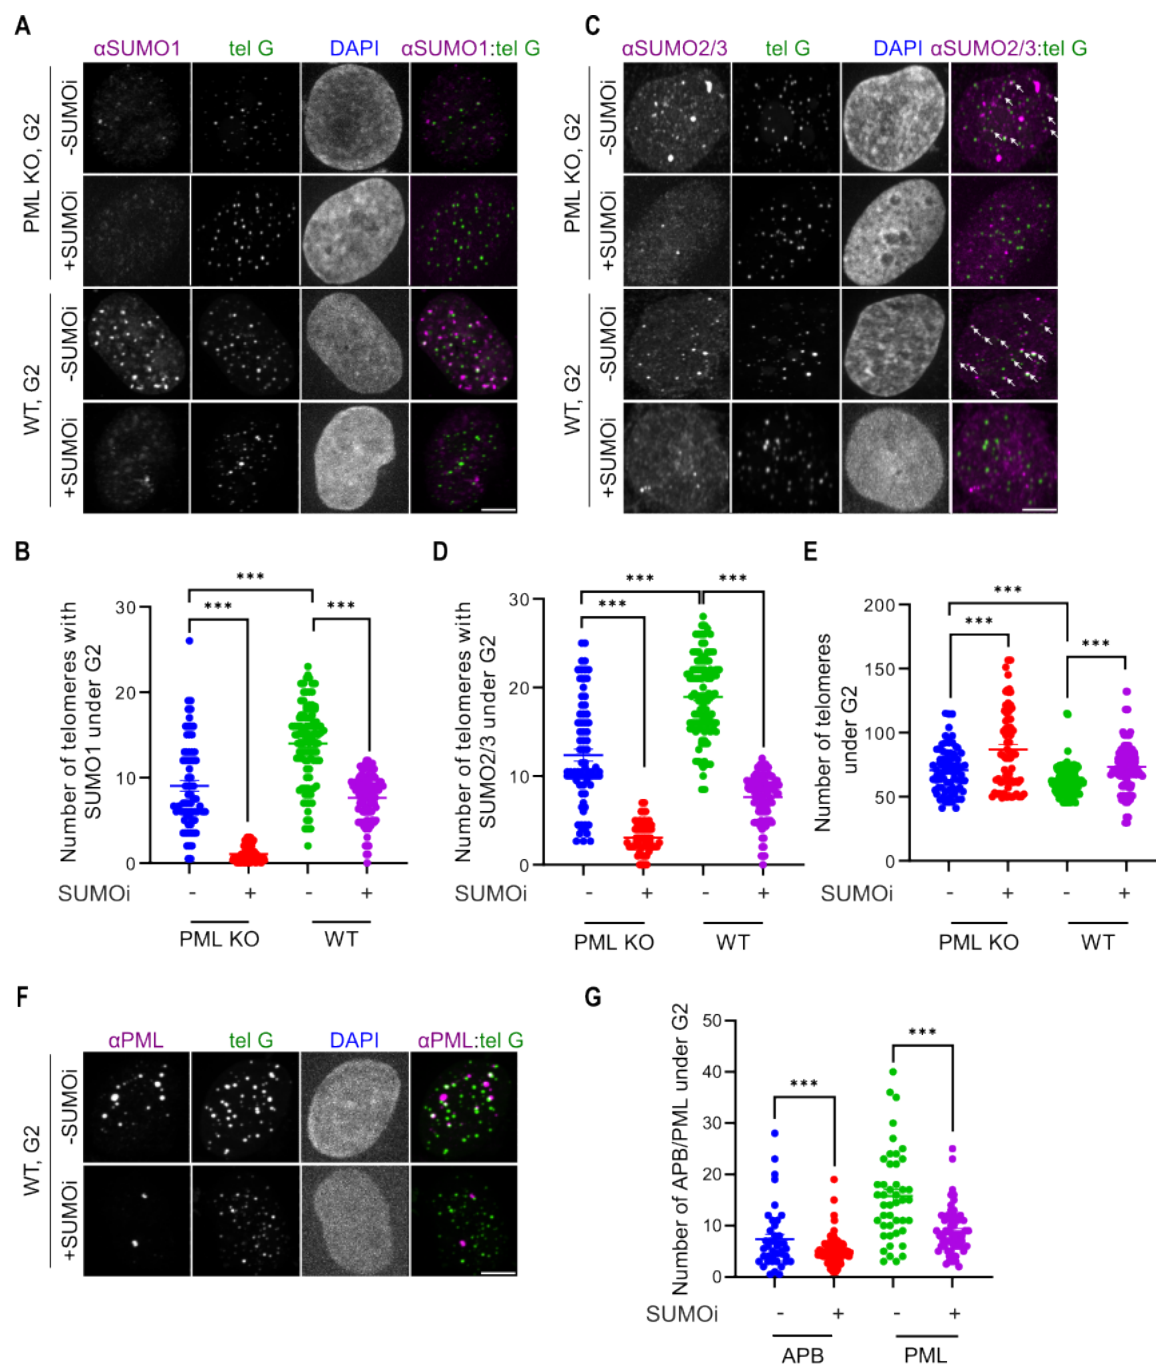 A
αSUMO1 tel G DAPI αSUMO1:tel G
PML KO, G2
-SUMOi
+SUMOi
WT, G2
-SUMOi
+SUMOi
C
αSUMO2/3 tel G DAPI αSUMO2/3:tel G
PML KO, G2
-SUMOi
+SUMOi
WT, G2
-SUMOi
+SUMOi
B
Number of telomeres with
SUMO1 under G2
30
20
10
0
***
***
***
SUMOi - + - +
PML KO WT
D
Number of telomeres with
SUMO2/3 under G2
30
20
10
0
***
***
***
SUMOi - + - +
PML KO WT
E
Number of telomeres
under G2
200
150
100
50
0
***
***
***
SUMOi - + - +
PML KO WT
F
αPML tel G DAPI αPML:tel G
WT, G2
-SUMOi
+SUMOi
G
Number of APB/PML under G2
50
40
30
20
10
0
***
***
SUMOi - + - +
APB PML